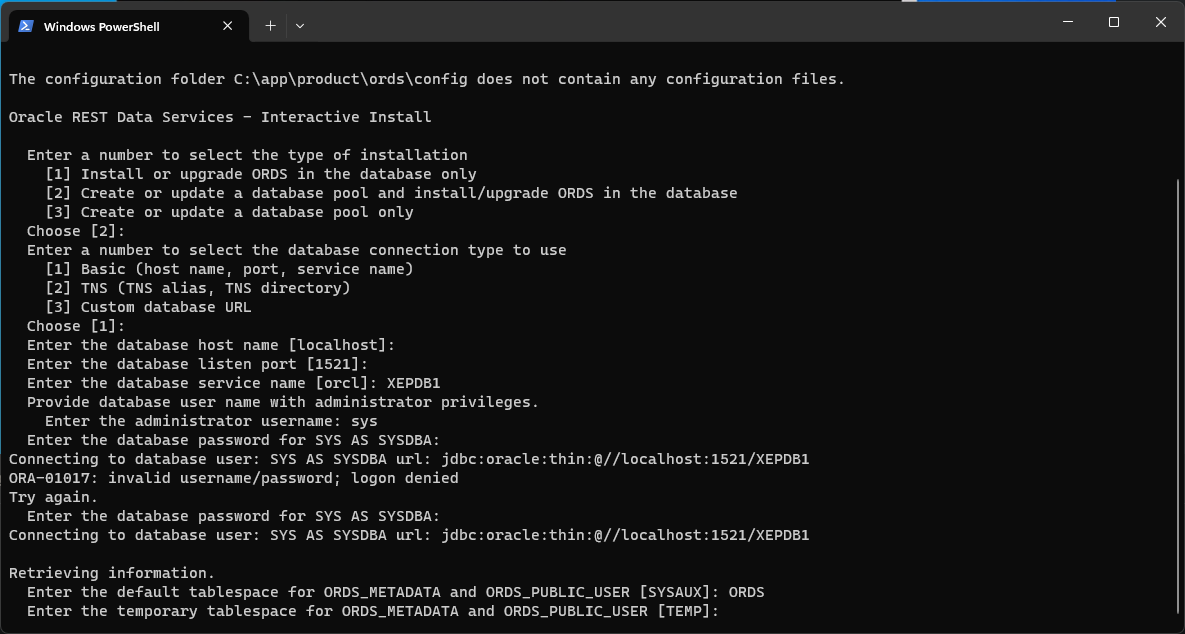 Windows PowerShell
The configuration folder C:\app\product\ords\config does not contain any configuration files.
Oracle REST Data Services - Interactive Install
Enter a number to select the type of installation
[1] Install or upgrade ORDS in the database only
[2] Create or update a database pool and install/upgrade ORDS in the database
[3] Create or update a database pool only
Choose [2]:
Enter a number to select the database connection type to use
[1] Basic (host name, port, service name)
[2] TNS (TNS alias, TNS directory)
[3] Custom database URL
Choose [1]:
Enter the database host name [localhost]:
Enter the database listen port [1521]:
Enter the database service name [orcl]: XEPDB1
Provide database user name with administrator privileges.
Enter the administrator username: sys
Enter the database password for SYS AS SYSDBA:
Connecting to database user: SYS AS SYSDBA url: jdbc:oracle:thin:@//localhost:1521/XEPDB1
ORA-01017: invalid username/password; logon denied
Try again.
Enter the database password for SYS AS SYSDBA:
Connecting to database user: SYS AS SYSDBA url: jdbc:oracle:thin:@//localhost:1521/XEPDB1
Retrieving information.
Enter the default tablespace for ORDS_METADATA and ORDS_PUBLIC_USER [SYSAUX]: ORDS
Enter the temporary tablespace for ORDS_METADATA and ORDS_PUBLIC_USER [TEMP]: